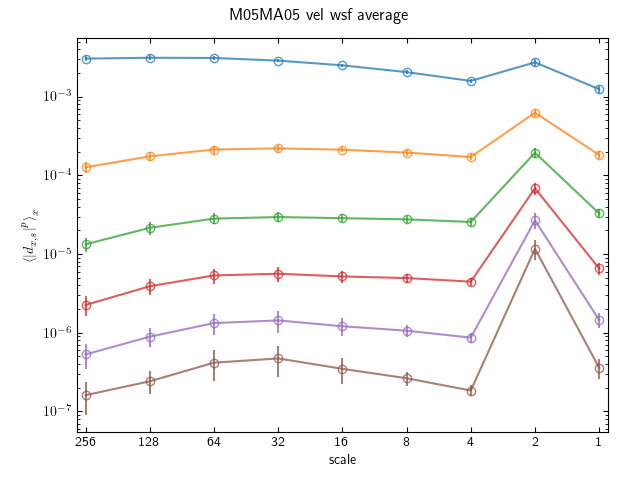 M05MA05 vel wsf average
10⁻³
10⁻⁴
10⁻⁵
10⁻⁶
10⁻⁷
⟨|d_{x,s}|^p⟩_x
256 128 64 32 16 8 4 2 1
scale